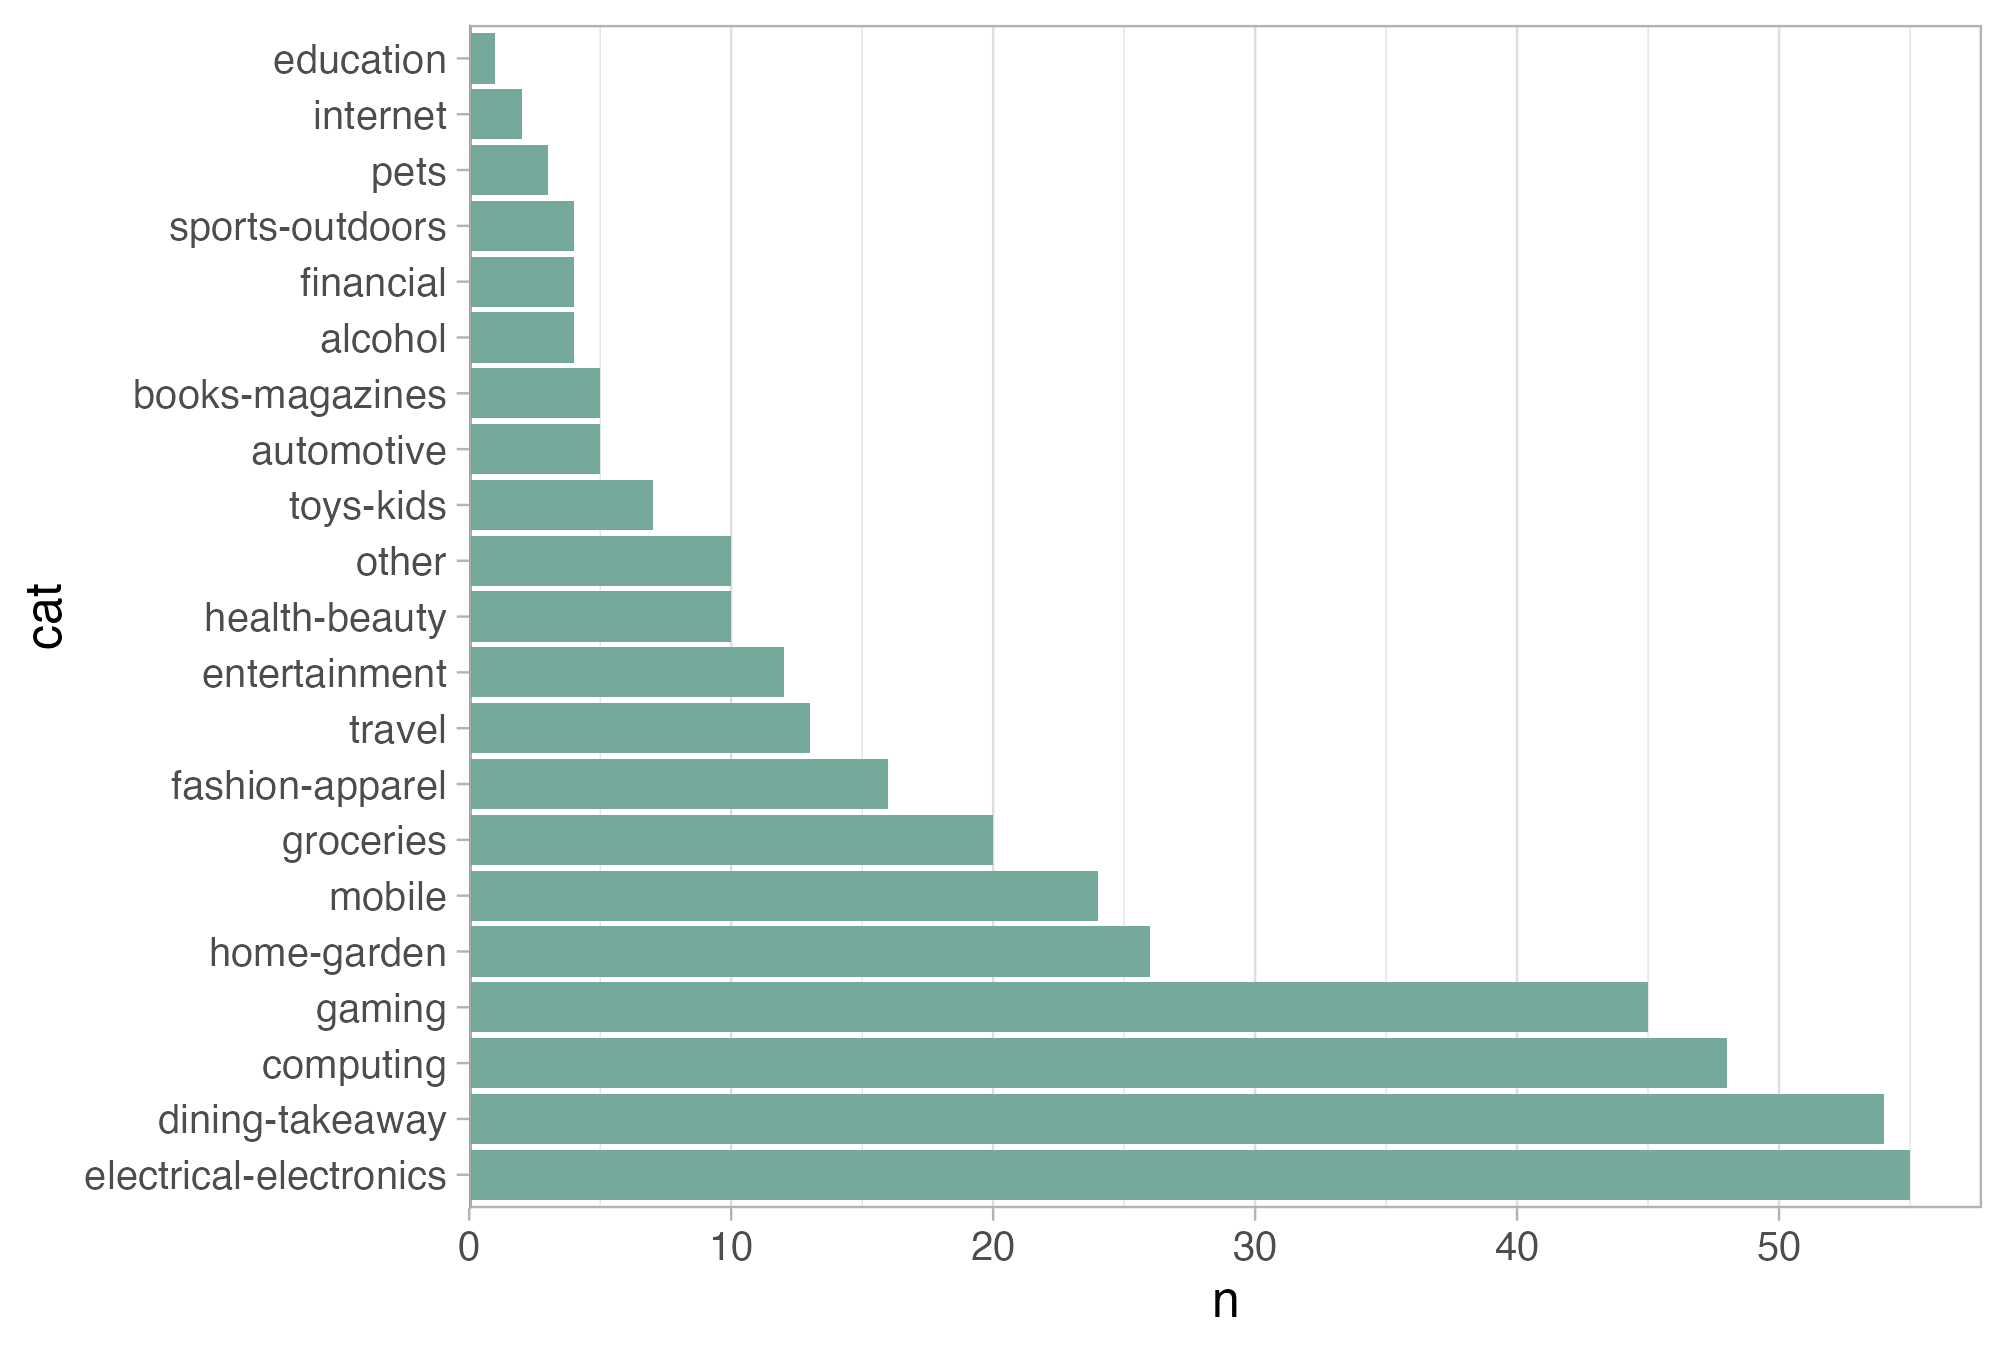 education
internet
pets
sports-outdoors
financial
alcohol
books-magazines
automotive
toys-kids
other
health-beauty
entertainment
travel
fashion-apparel
groceries
mobile
home-garden
gaming
computing
dining-takeaway
electrical-electronics
cat
0 10 20 30 40 50
n